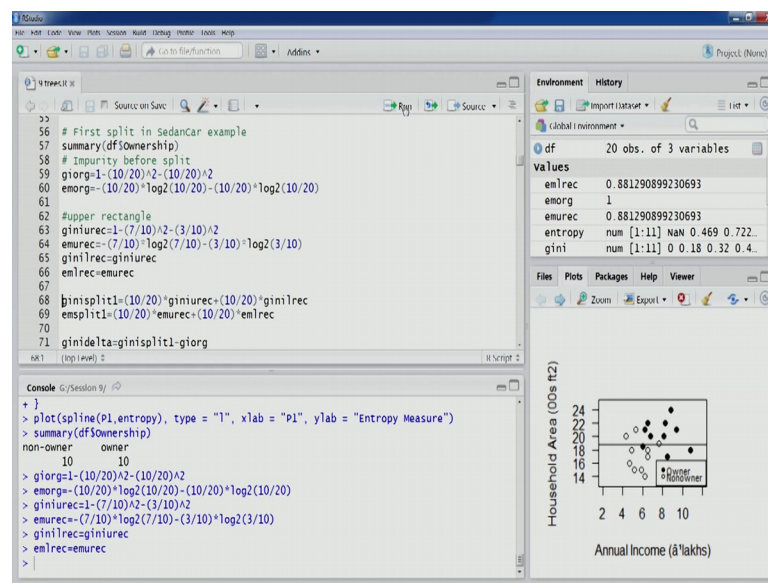 RStudio
File Edit Code View Plots Session Build Debug Profile Tools Help
Go to file/function
Addins
Project: (None)
9 trees.R
Source on Save
Run
Source
55
56 # First split in SedanCar example
57 summary(df$Ownership)
58 # Impurity before split
59 giorg=1-(10/20)^2-(10/20)^2
60 emorg=-(10/20)*log2(10/20)-(10/20)*log2(10/20)
61
62 #upper rectangle
63 giniurec=1-(7/10)^2-(3/10)^2
64 emurec=-(7/10)*log2(7/10)-(3/10)*log2(3/10)
65 ginilrec=giniurec
66 emlrec=emurec
67
68 ginisplit1=(10/20)*giniurec+(10/20)*ginilrec
69 emsplit1=(10/20)*emurec+(10/20)*emlrec
70
71 ginidelta=ginisplit1-giorg
68:1 (Top Level)
R Script
Console G:/Session 9/
+ }
> plot(spline(P1,entropy), type = "l", xlab = "P1", ylab = "Entropy Measure")
> summary(df$Ownership)
non-owner owner
10 10
> giorg=1-(10/20)^2-(10/20)^2
> emorg=-(10/20)*log2(10/20)-(10/20)*log2(10/20)
> giniurec=1-(7/10)^2-(3/10)^2
> emurec=-(7/10)*log2(7/10)-(3/10)*log2(3/10)
> ginilrec=giniurec
> emlrec=emurec
>
Environment History
Import Dataset
List
Global Environment
df 20 obs. of 3 variables
Values
emlrec 0.881290899230693
emorg 1
emurec 0.881290899230693
entropy num [1:11] NaN 0.469 0.722...
gini num [1:11] 0 0.18 0.32 0.4...
Files Plots Packages Help Viewer
Zoom Export
Household Area (00s ft2)
24
22
20
18
16
14
Owner
Nonowner
2 4 6 8 10
Annual Income (â¹lakhs)